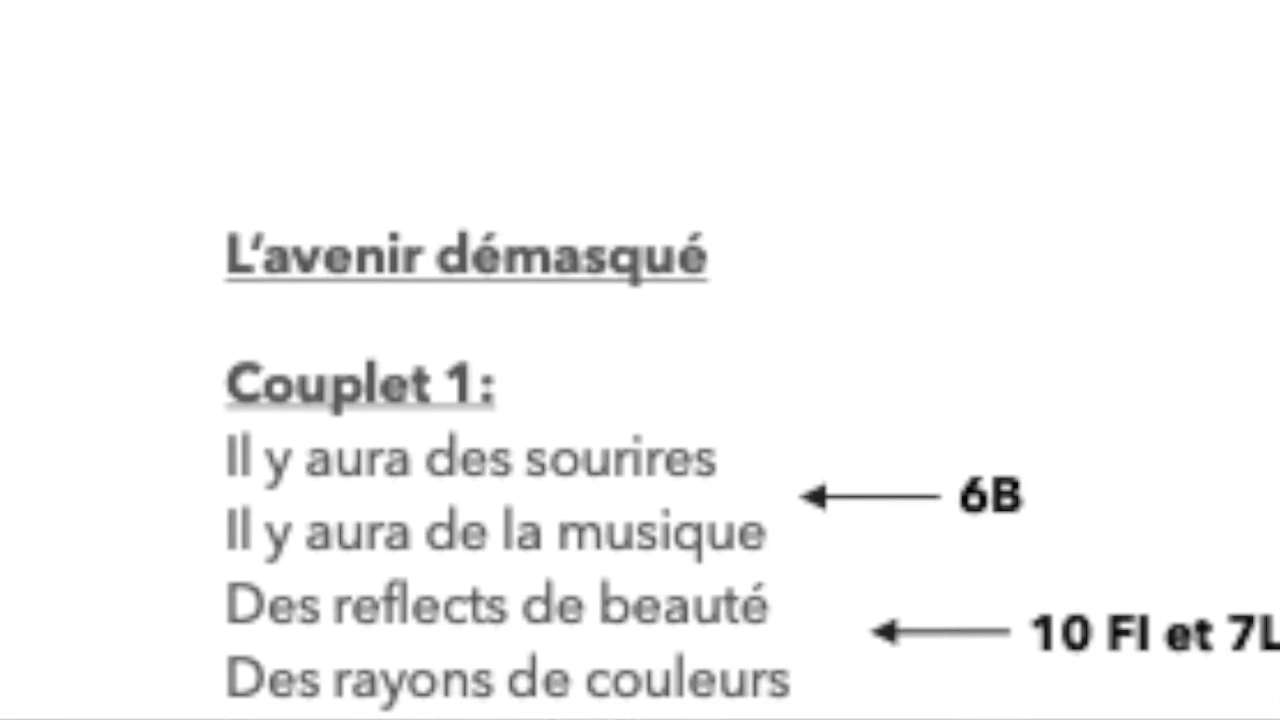 L'avenir démasqué
Couplet 1:
Il y aura des sourires
6B
Il y aura de la musique
Des reflects de beauté
10 FI et 7L
Des rayons de couleurs